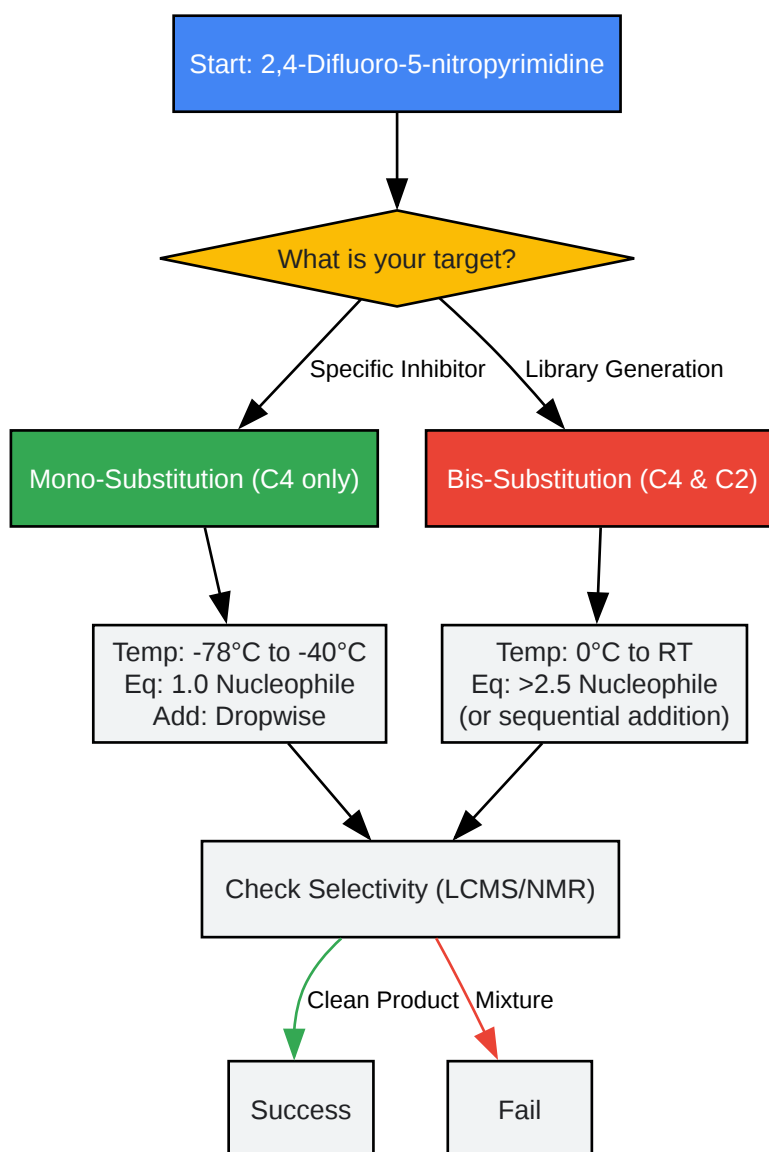 Start: 2,4-Difluoro-5-nitropyrimidine
What is your target?
Specific Inhibitor
Library Generation
Mono-Substitution (C4 only)
Bis-Substitution (C4 & C2)
Temp: -78°C to -40°C
Eq: 1.0 Nucleophile
Add: Dropwise
Temp: 0°C to RT
Eq: >2.5 Nucleophile
(or sequential addition)
Check Selectivity (LCMS/NMR)
Clean Product
Mixture
Success
Fail